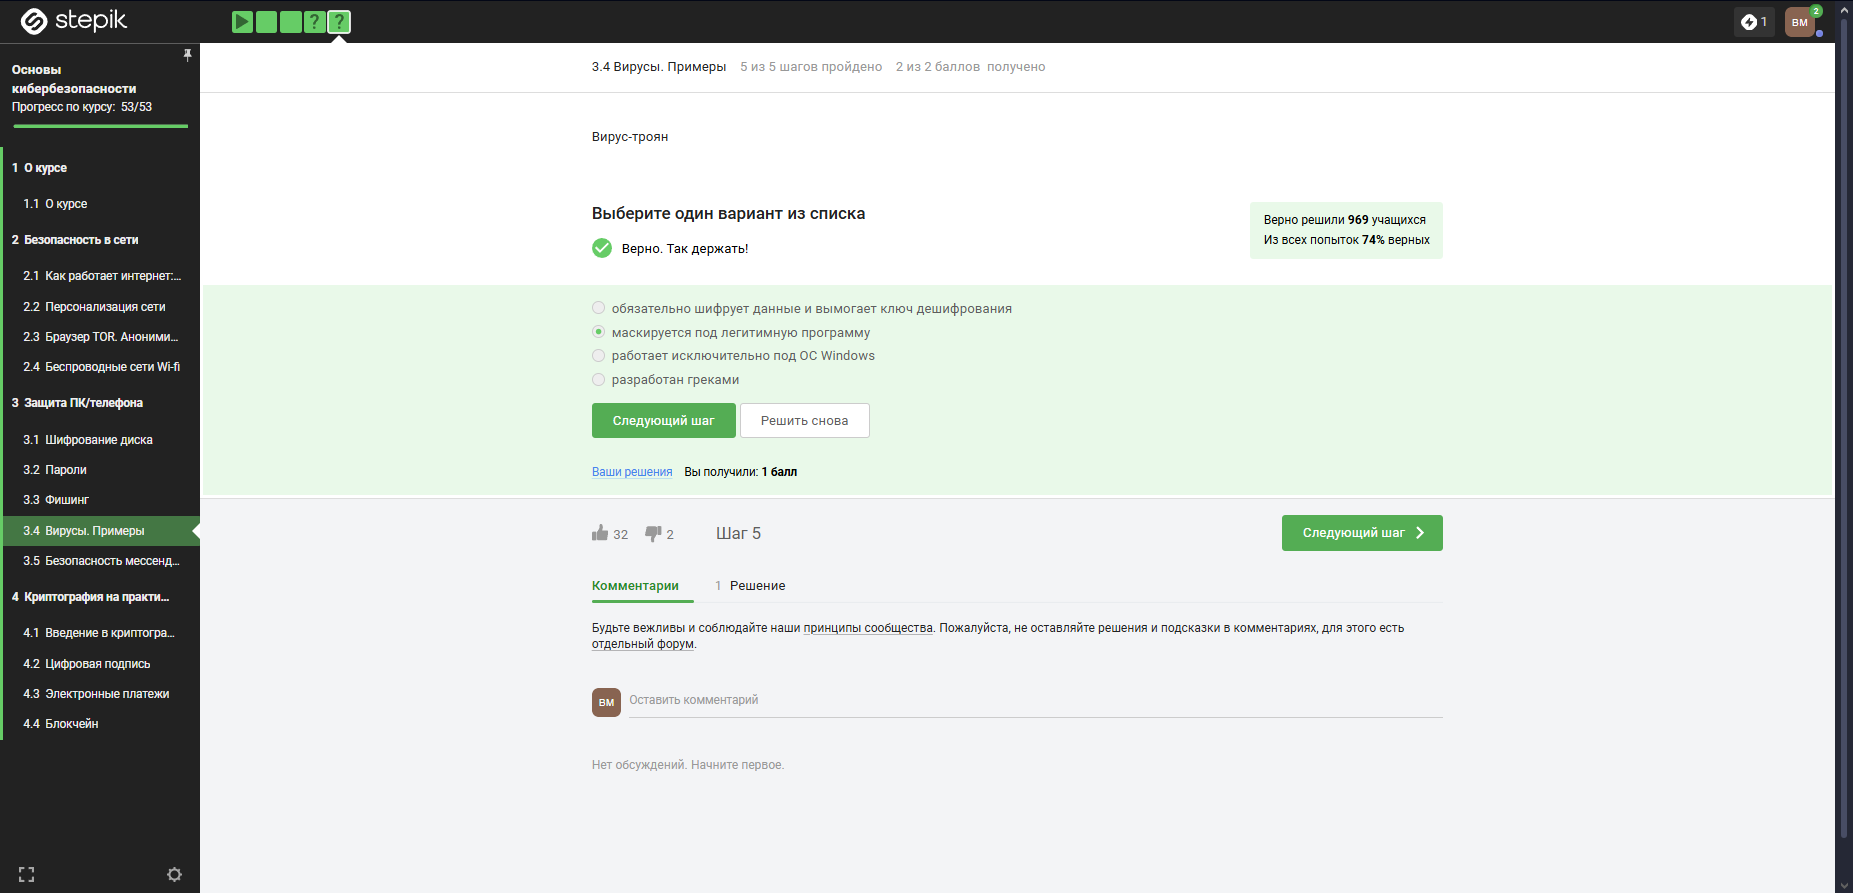 stepik
?
?
1
ВМ
2
Основы
кибербезопасности
Прогресс по курсу: 53/53
1 О курсе
1.1 О курсе
2 Безопасность в сети
2.1 Как работает интернет:...
2.2 Персонализация сети
2.3 Браузер TOR. Аноними...
2.4 Беспроводные сети Wi-fi
3 Защита ПК/телефона
3.1 Шифрование диска
3.2 Пароли
3.3 Фишинг
3.4 Вирусы. Примеры
3.5 Безопасность мессенд...
4 Криптография на практи...
4.1 Введение в криптогра...
4.2 Цифровая подпись
4.3 Электронные платежи
4.4 Блокчейн
3.4 Вирусы. Примеры 5 из 5 шагов пройдено 2 из 2 баллов получено
Вирус-троян
Выберите один вариант из списка
Верно. Так держать!
Верно решили 969 учащихся
Из всех попыток 74% верных
обязательно шифрует данные и вымогает ключ дешифрования
маскируется под легитимную программу
работает исключительно под ОС Windows
разработан греками
Следующий шаг Решить снова
Ваши решения Вы получили: 1 балл
32 2 Шаг 5 Следующий шаг
Комментарии 1 Решение
Будьте вежливы и соблюдайте наши принципы сообщества. Пожалуйста, не оставляйте решения и подсказки в комментариях, для этого есть
отдельный форум.
ВМ Оставить комментарий
Нет обсуждений. Начните первое.